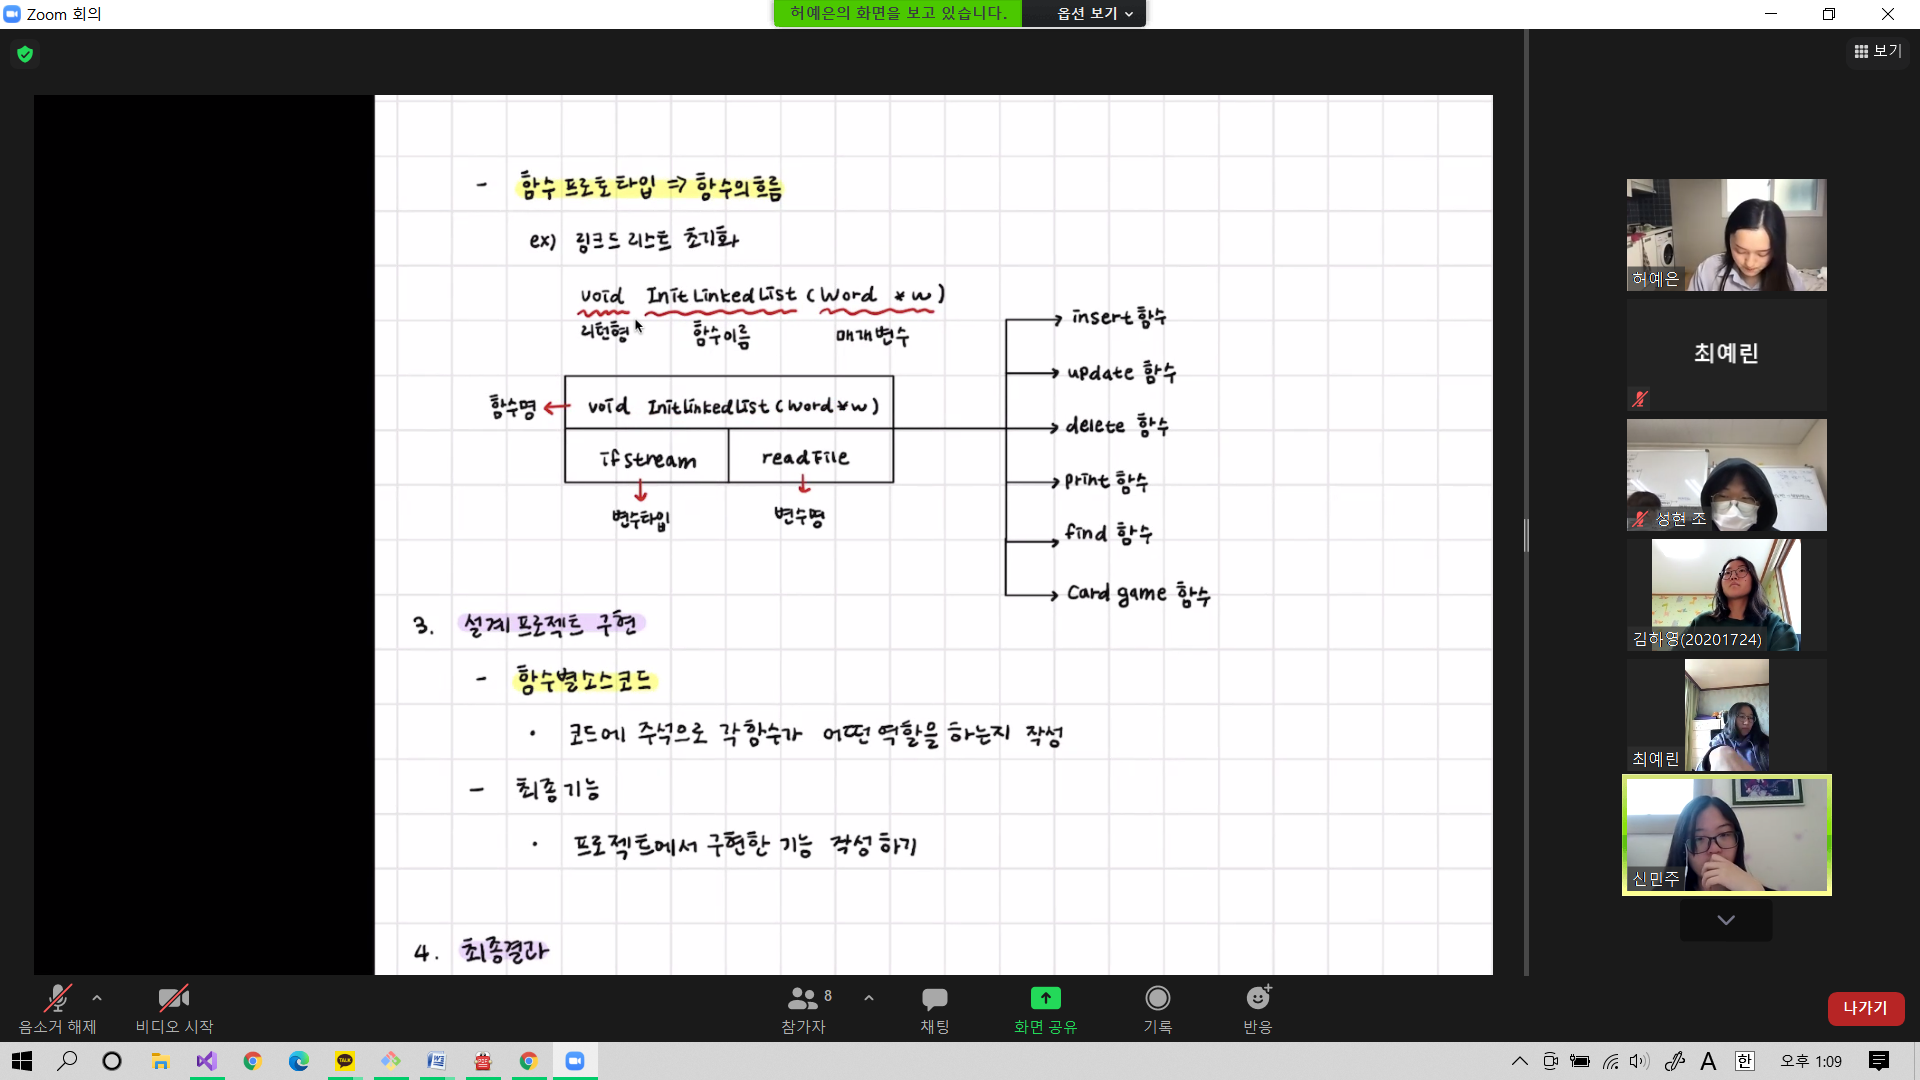 Zoom 회의
허예은의 화면을 보고 있습니다.
옵션 보기
보기
- 함수 프로토타입 => 함수의 흐름
ex) 링크드 리스트 초기화
void InitLinkedList (Word *w)
리턴형 함수이름 매개변수
함수명
void InitLinkedList (Word *w)
ifstream readFile
변수타입 변수명
insert 함수
update 함수
delete 함수
print 함수
find 함수
Card game 함수
3. 설계 프로젝트 구현
- 함수별 소스코드
· 코드에 주석으로 각 함수가 어떤 역할을 하는지 작성
- 최종 기능
· 프로젝트에서 구현한 기능 작성하기
4. 최종결과
허예은
최예린
성현 조
김하영(20201724)
최예린
신민주
음소거 해제
비디오 시작
8
참가자
채팅
화면 공유
기록
반응
나가기
TALK
A
한
오후 1:09